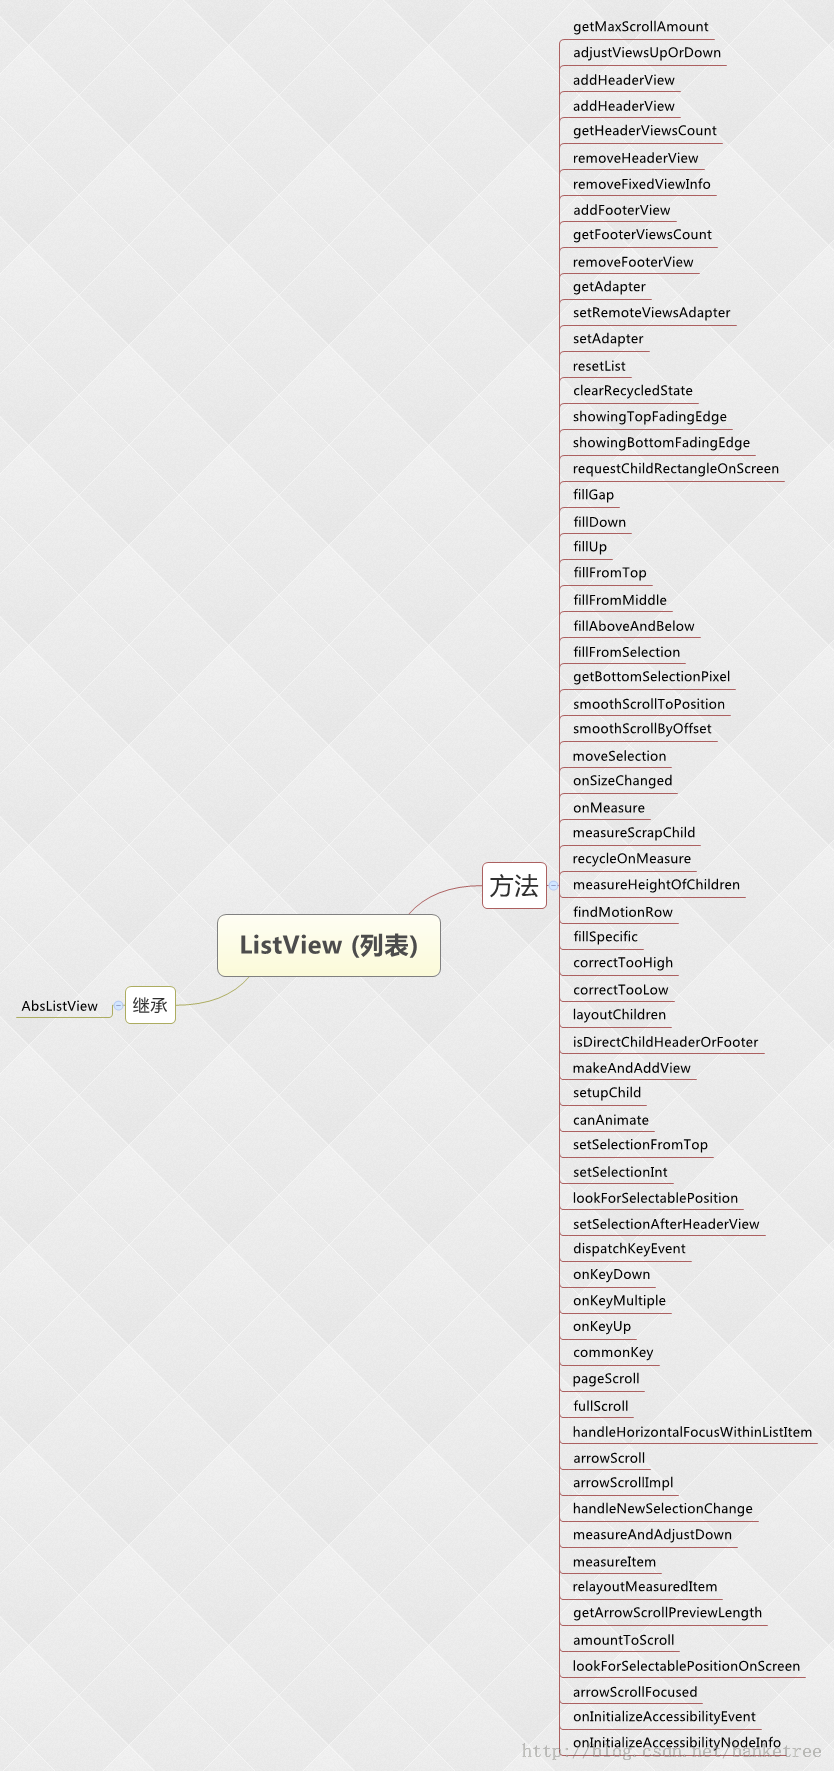 getMaxScrollAmount
adjustViewsUpOrDown
addHeaderView
addHeaderView
getHeaderViewsCount
removeHeaderView
removeFixedViewInfo
addFooterView
getFooterViewsCount
removeFooterView
getAdapter
setRemoteViewsAdapter
setAdapter
resetList
clearRecycledState
showingTopFadingEdge
showingBottomFadingEdge
requestChildRectangleOnScreen
fillGap
fillDown
fillUp
fillFromTop
fillFromMiddle
fillAboveAndBelow
fillFromSelection
getBottomSelectionPixel
smoothScrollToPosition
smoothScrollByOffset
moveSelection
onSizeChanged
onMeasure
measureScrapChild
recycleOnMeasure
measureHeightOfChildren
findMotionRow
fillSpecific
correctTooHigh
correctTooLow
layoutChildren
isDirectChildHeaderOrFooter
makeAndAddView
setupChild
canAnimate
setSelectionFromTop
setSelectionInt
lookForSelectablePosition
setSelectionAfterHeaderView
dispatchKeyEvent
onKeyDown
onKeyMultiple
onKeyUp
commonKey
pageScroll
fullScroll
handleHorizontalFocusWithinListItem
arrowScroll
arrowScrollImpl
handleNewSelectionChange
measureAndAdjustDown
measureItem
relayoutMeasuredItem
getArrowScrollPreviewLength
amountToScroll
lookForSelectablePositionOnScreen
arrowScrollFocused
onInitializeAccessibilityEvent
onInitializeAccessibilityNodeInfo
方法
ListView (列表)
继承
AbsListView
http://blog.csdn.net/banketree